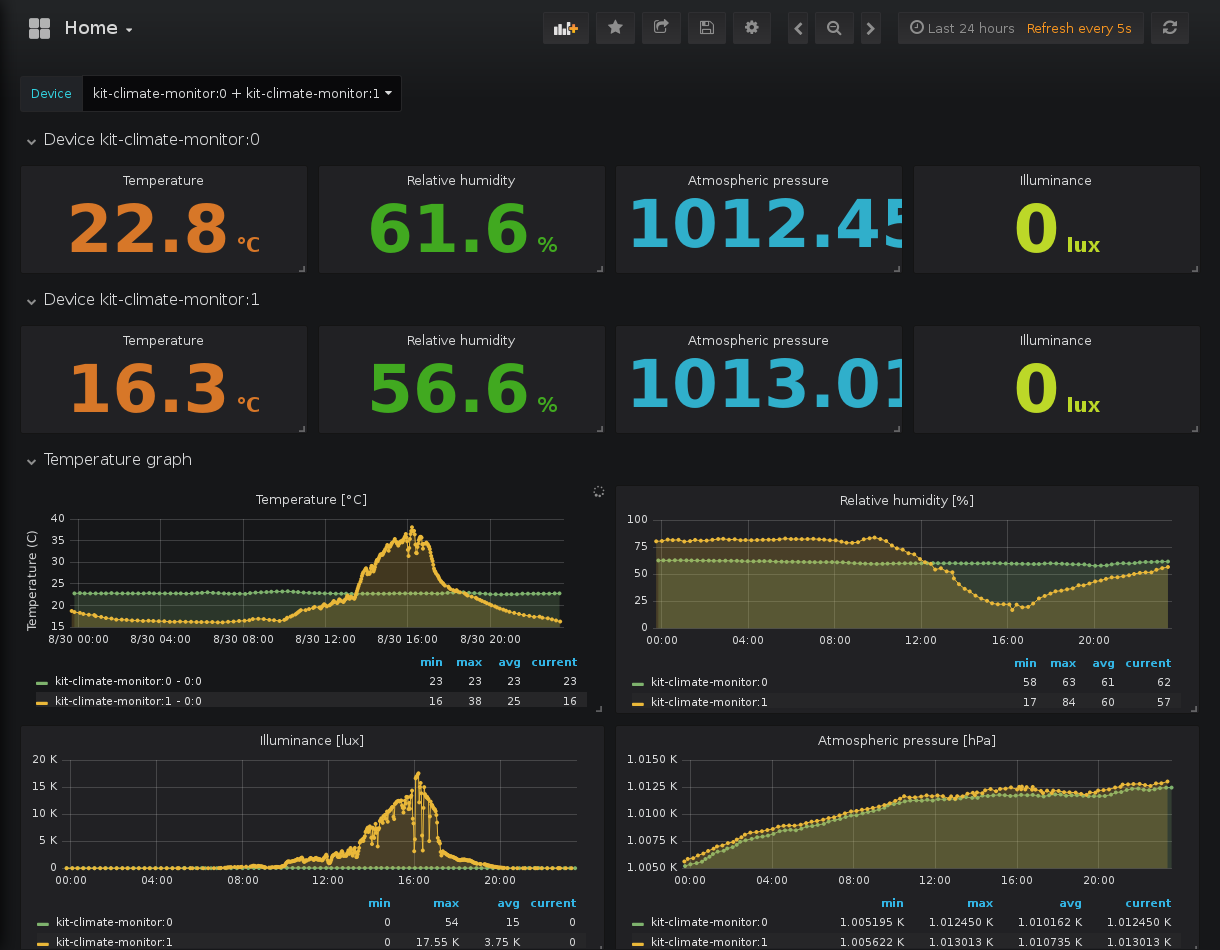 Home
Last 24 hours Refresh every 5s
Device kit-climate-monitor:0 + kit-climate-monitor:1
Device kit-climate-monitor:0
Temperature Relative humidity Atmospheric pressure Illuminance
22.8 °C 61.6 % 1012.45 0 lux
Device kit-climate-monitor:1
Temperature Relative humidity Atmospheric pressure Illuminance
16.3 °C 56.6 % 1013.01 0 lux
Temperature graph
Temperature [°C]
Temperature (C)
40
35
30
25
20
15
8/30 00:00 8/30 04:00 8/30 08:00 8/30 12:00 8/30 16:00 8/30 20:00
min max avg current
kit-climate-monitor:0 - 0:0 23 23 23 23
kit-climate-monitor:1 - 0:0 16 38 25 16
Relative humidity [%]
100
75
50
25
0
00:00 04:00 08:00 12:00 16:00 20:00
min max avg current
kit-climate-monitor:0 58 63 61 62
kit-climate-monitor:1 17 84 60 57
Illuminance [lux]
20 K
15 K
10 K
5 K
0
00:00 04:00 08:00 12:00 16:00 20:00
min max avg current
kit-climate-monitor:0 0 54 15 0
kit-climate-monitor:1 0 17.55 K 3.75 K 0
Atmospheric pressure [hPa]
1.0150 K
1.0125 K
1.0100 K
1.0075 K
1.0050 K
00:00 04:00 08:00 12:00 16:00 20:00
min max avg current
kit-climate-monitor:0 1.005195 K 1.012450 K 1.010162 K 1.012450 K
kit-climate-monitor:1 1.005622 K 1.013013 K 1.010735 K 1.013013 K